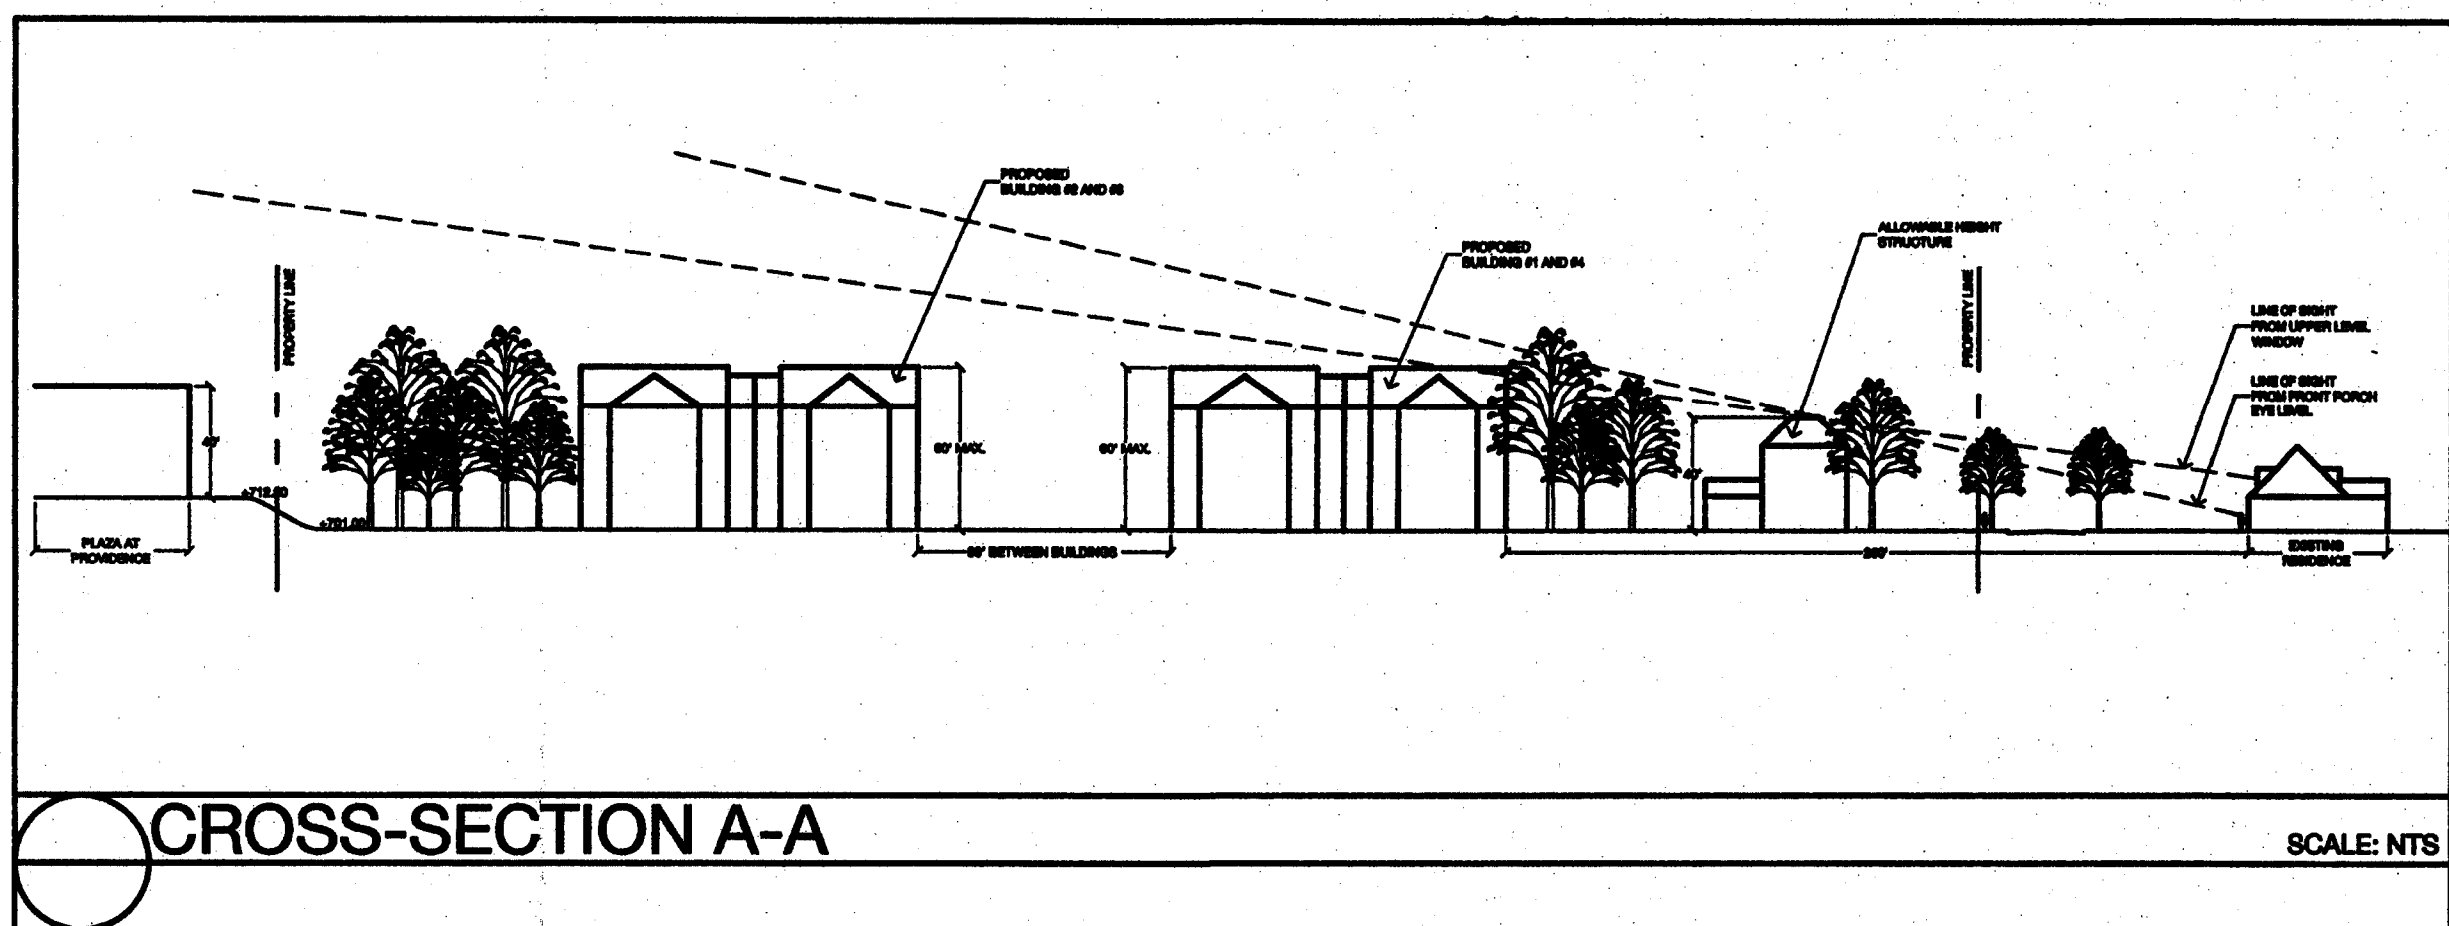 PROPOSED
BUILDING #2 AND #3
PROPOSED
BUILDING #1 AND #4
ALLOWABLE HEIGHT
STRUCTURE
PROPERTY LINE
PROPERTY LINE
LINE OF SIGHT
FROM UPPER LEVEL
WINDOW
LINE OF SIGHT
FROM FRONT PORCH
EYE LEVEL
60' MAX.
60' MAX.
+712.00
PLAZA AT
PROVIDENCE
BETWEEN BUILDINGS
EXISTING
RESIDENCE
CROSS-SECTION A-A
SCALE: NTS